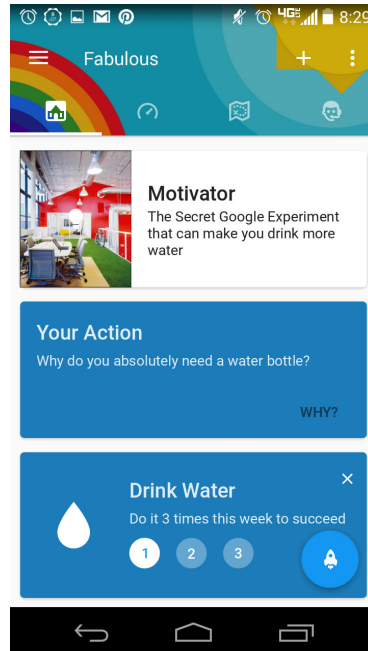 4G 8:29
Fabulous
Motivator
The Secret Google Experiment
that can make you drink more
water
Your Action
Why do you absolutely need a water bottle?
WHY?
Drink Water
Do it 3 times this week to succeed
1 2 3